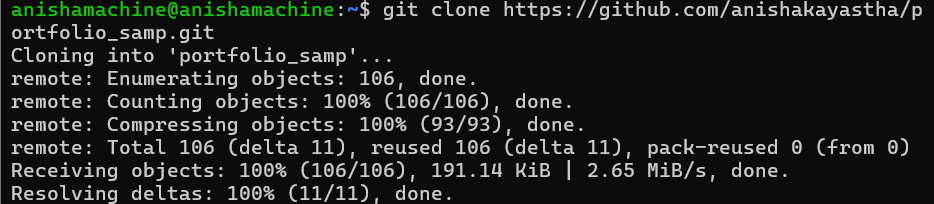 anishamachine@anishamachine:~$ git clone https://github.com/anishakayastha/p
ortfolio_samp.git
Cloning into 'portfolio_samp'...
remote: Enumerating objects: 106, done.
remote: Counting objects: 100% (106/106), done.
remote: Compressing objects: 100% (93/93), done.
remote: Total 106 (delta 11), reused 106 (delta 11), pack-reused 0 (from 0)
Receiving objects: 100% (106/106), 191.14 KiB | 2.65 MiB/s, done.
Resolving deltas: 100% (11/11), done.